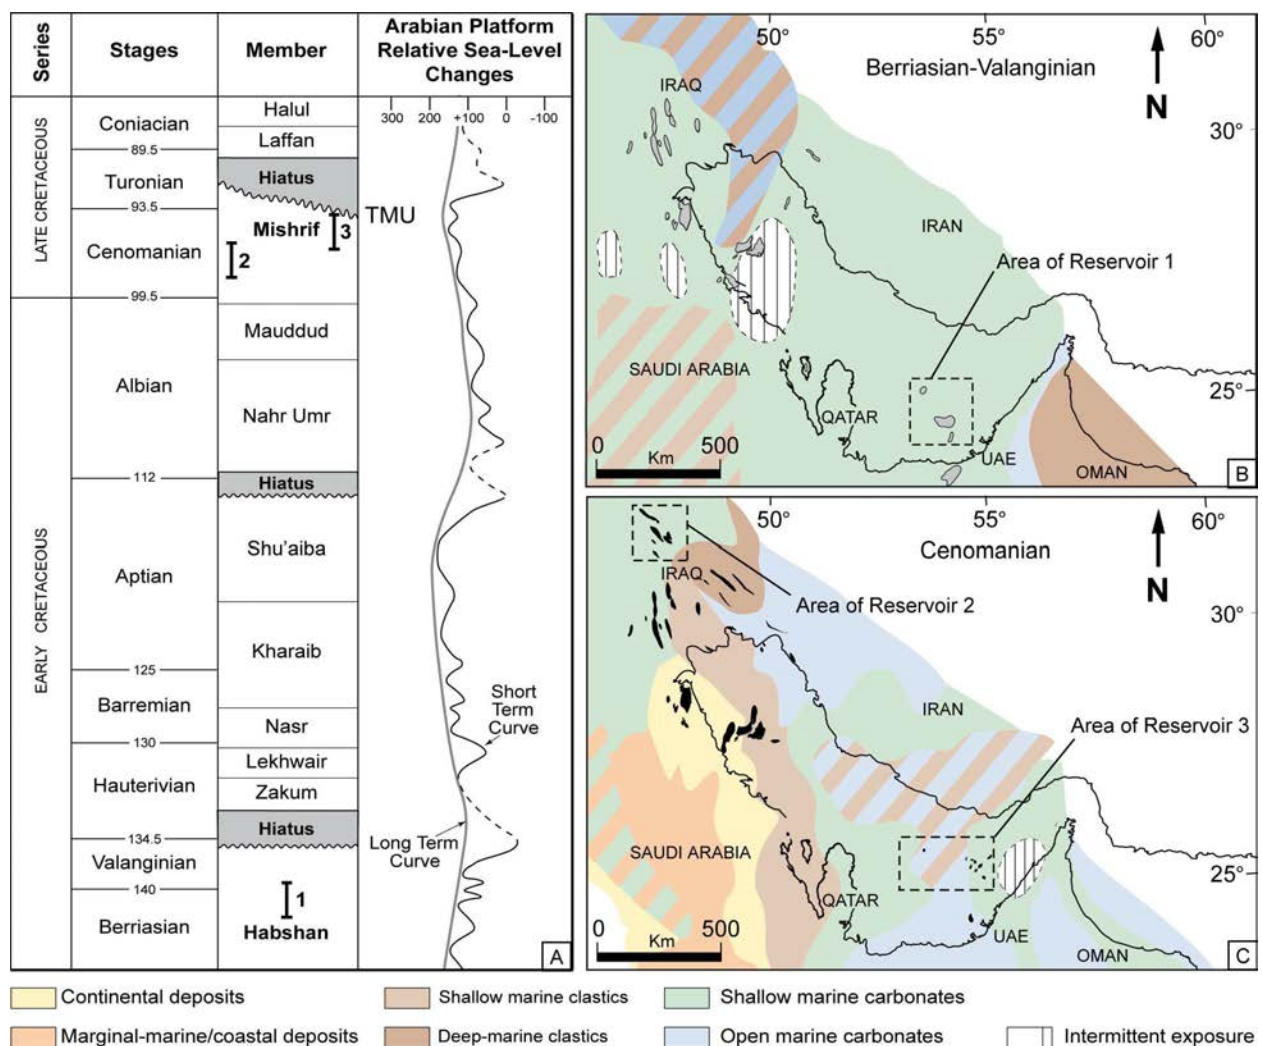 Series
Stages
Member
Arabian Platform
Relative Sea-Level
Changes
300 200 +100 0 -100
LATE CRETACEOUS
EARLY CRETACEOUS
Coniacian
89.5
Turonian
93.5
Cenomanian
99.5
Albian
112
Aptian
125
Barremian
130
Hauterivian
134.5
Valanginian
140
Berriasian
Halul
Laffan
Hiatus
TMU
Mishrif
3
2
Mauddud
Nahr Umr
Hiatus
Shu'aiba
Kharaib
Nasr
Lekhwair
Zakum
Hiatus
1
Habshan
Short
Term
Curve
Long Term
Curve
A
50° 55° 60°
Berriasian-Valanginian
N
IRAQ
30°
IRAN
Area of Reservoir 1
SAUDI ARABIA
QATAR
25°
0 500
Km
UAE
OMAN
B
50° 55° 60°
Cenomanian
N
IRAQ
Area of Reservoir 2
30°
IRAN
Area of Reservoir 3
SAUDI ARABIA
QATAR
25°
0 500
Km
UAE
OMAN
C
Continental deposits
Shallow marine clastics
Shallow marine carbonates
Marginal-marine/coastal deposits
Deep-marine clastics
Open marine carbonates
Intermittent exposure